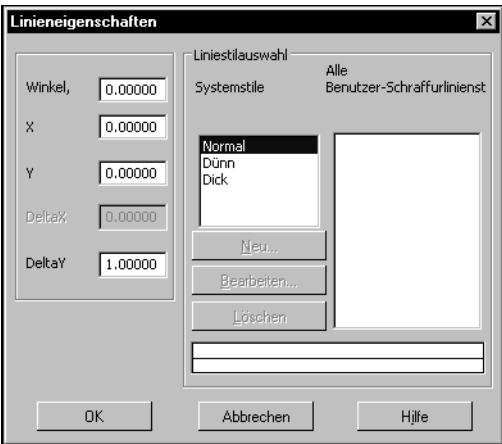 Linieneigenschaften
Winkel,
0.00000
X
0.00000
Y
0.00000
DeltaX
0.00000
DeltaY
1.00000
Liniestilauswahl
Systemstile
Alle
Benutzer-Schraffurlinienst
Normal
Dünn
Dick
Neu...
Bearbeiten...
Löschen
OK
Abbrechen
Hilfe